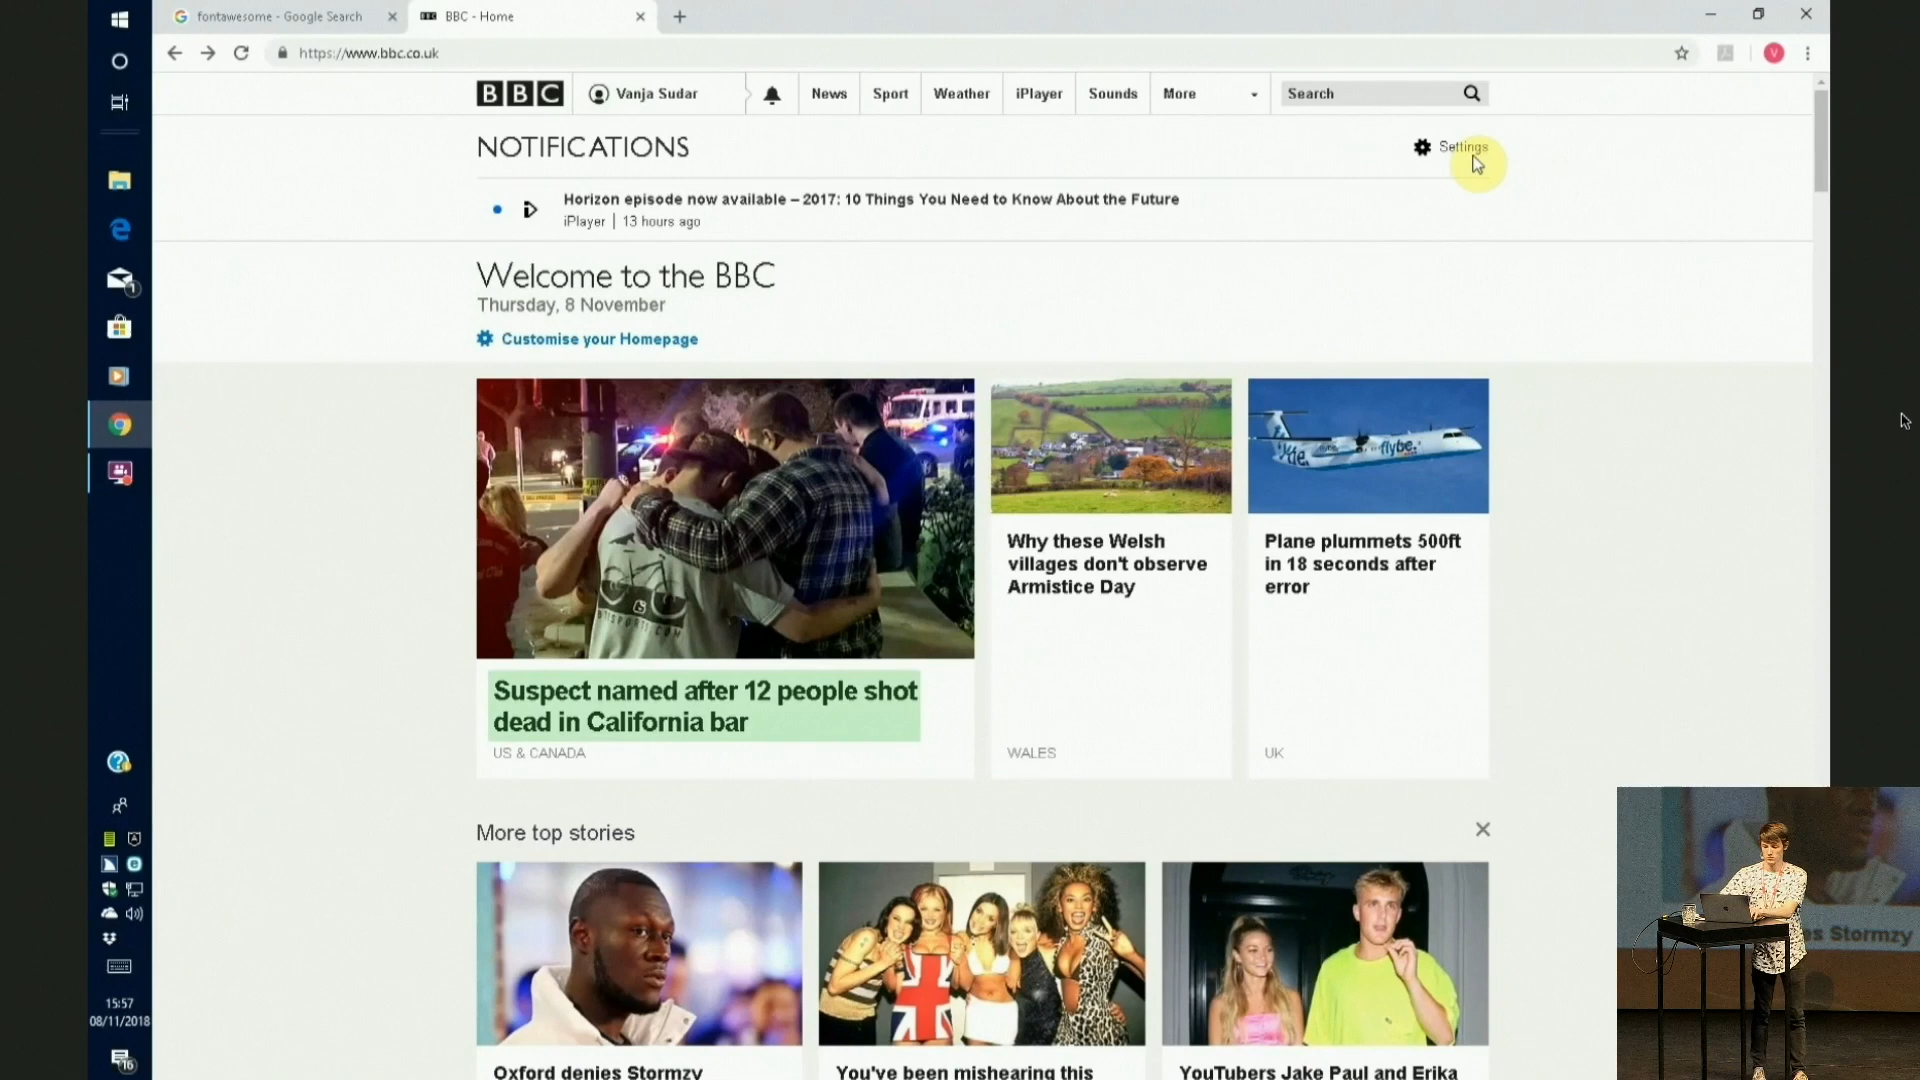 fontawesome - Google Search
BBC - Home
https://www.bbc.co.uk
BBC
Vanja Sudar
News
Sport
Weather
iPlayer
Sounds
More
Search
V
NOTIFICATIONS
Settings
Horizon episode now available – 2017: 10 Things You Need to Know About the Future
iPlayer | 13 hours ago
Welcome to the BBC
Thursday, 8 November
Customise your Homepage
flybe.
Suspect named after 12 people shot
dead in California bar
US & CANADA
Why these Welsh
villages don't observe
Armistice Day
WALES
Plane plummets 500ft
in 18 seconds after
error
UK
More top stories
Oxford denies Stormzy
You've been mishearing this
YouTubers Jake Paul and Erika
1
15:57
08/11/2018
16
es Stormzy